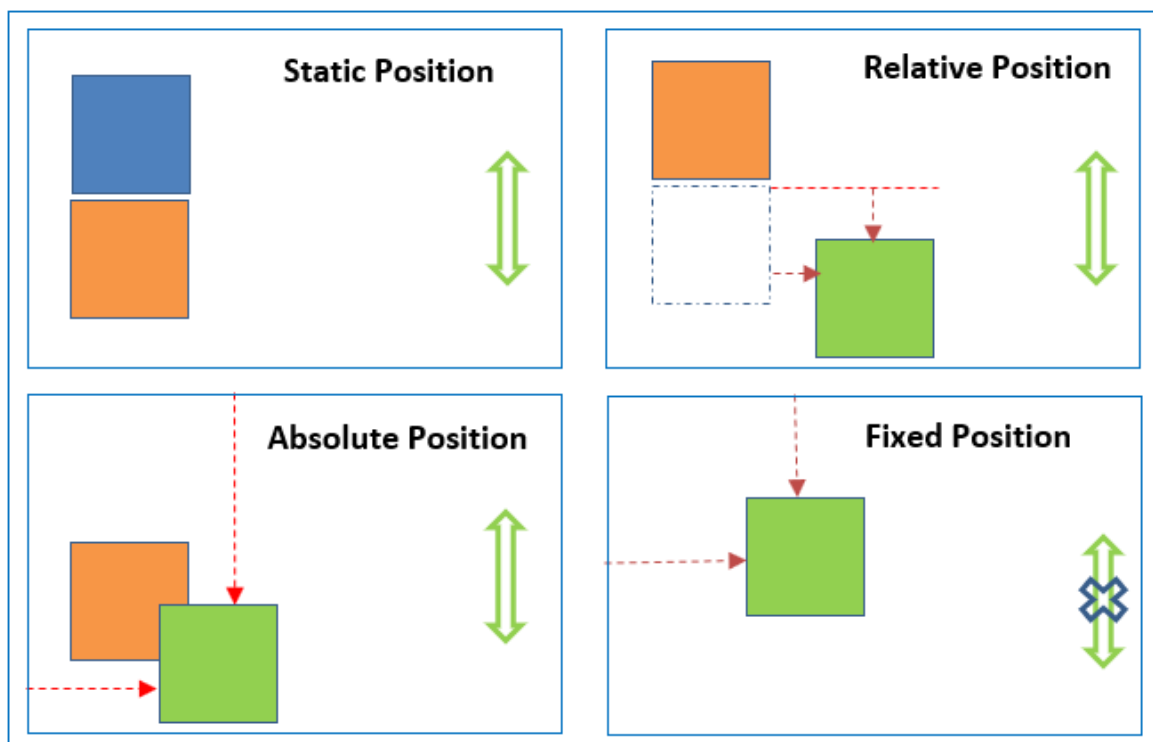 Static Position
Relative Position
Absolute Position
Fixed Position